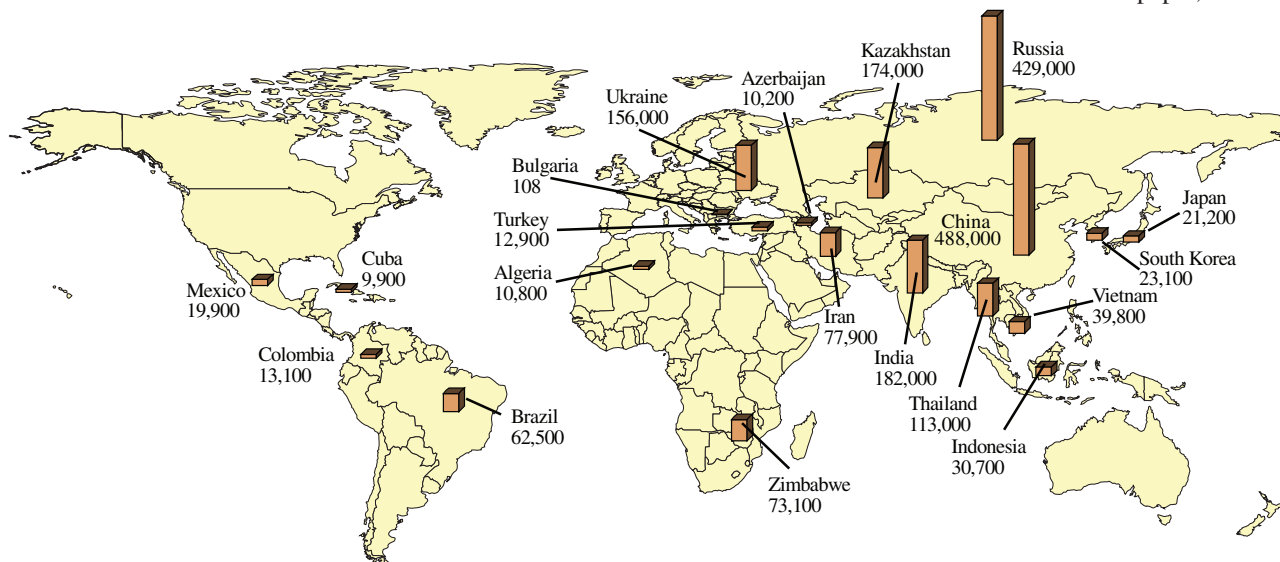 Russia
429,000
Kazakhstan
174,000
Azerbaijan
10,200
Ukraine
156,000
Bulgaria
108
Turkey
12,900
Algeria
10,800
Cuba
9,900
Mexico
19,900
Colombia
13,100
Brazil
62,500
Zimbabwe
73,100
Iran
77,900
India
182,000
China
488,000
Thailand
113,000
Indonesia
30,700
Vietnam
39,800
South Korea
23,100
Japan
21,200